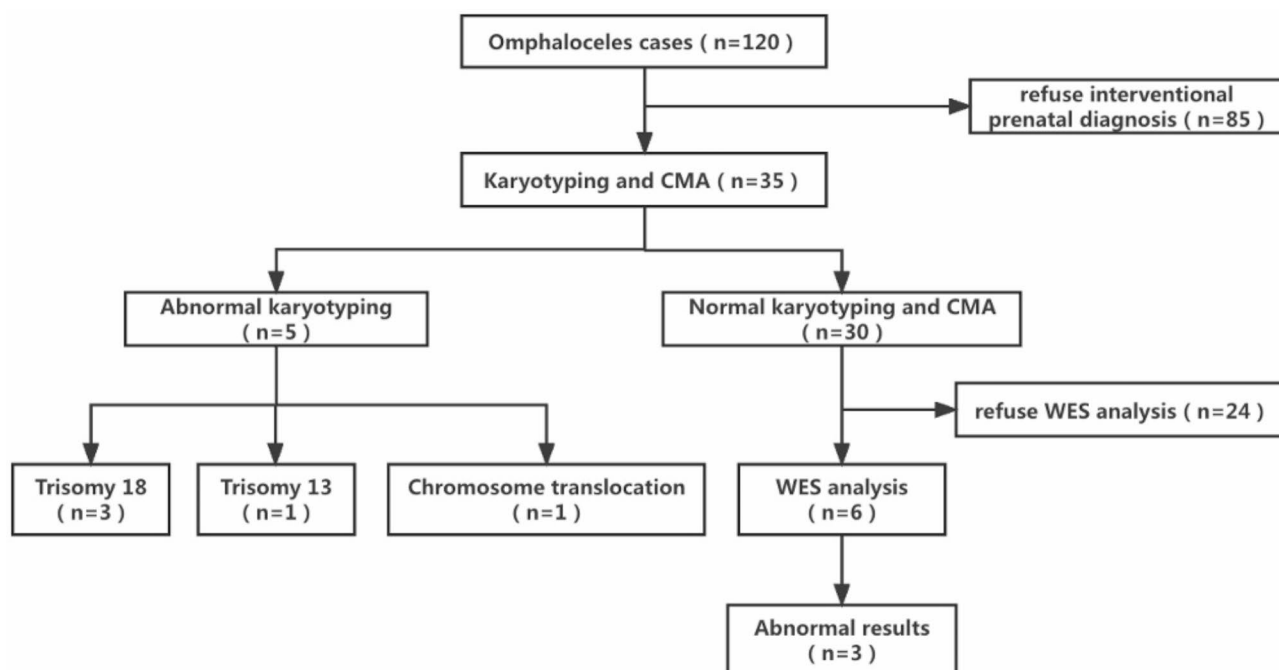 Omphaloceles cases ( n=120 )
refuse interventional
prenatal diagnosis ( n=85 )
Karyotyping and CMA ( n=35 )
Abnormal karyotyping
( n=5 )
Normal karyotyping and CMA
( n=30 )
refuse WES analysis ( n=24 )
Trisomy 18
( n=3 )
Trisomy 13
( n=1 )
Chromosome translocation
( n=1 )
WES analysis
( n=6 )
Abnormal results
( n=3 )